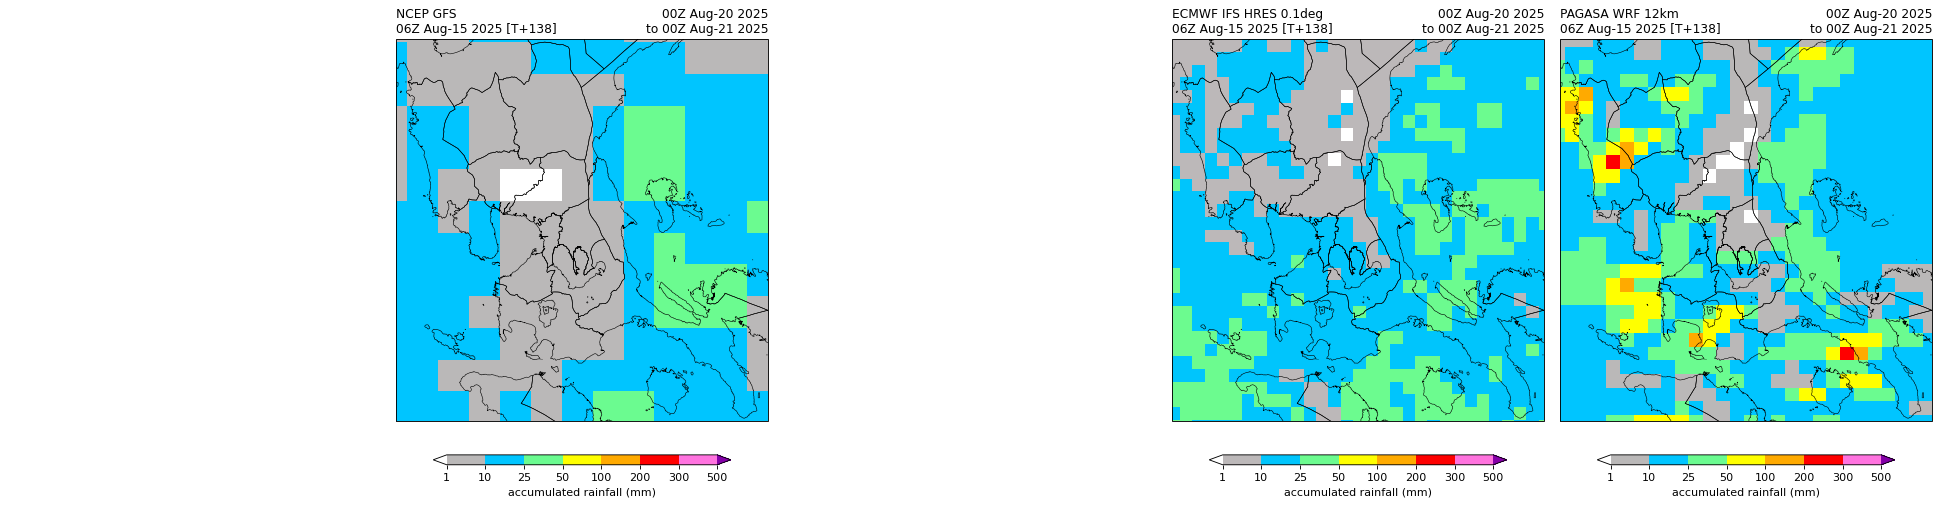 NCEP GFS 00Z Aug-20 2025
06Z Aug-15 2025 [T+138] to 00Z Aug-21 2025
1 10 25 50 100 200 300 500
accumulated rainfall (mm)
ECMWF IFS HRES 0.1deg 00Z Aug-20 2025
06Z Aug-15 2025 [T+138] to 00Z Aug-21 2025
1 10 25 50 100 200 300 500
accumulated rainfall (mm)
PAGASA WRF 12km 00Z Aug-20 2025
06Z Aug-15 2025 [T+138] to 00Z Aug-21 2025
1 10 25 50 100 200 300 500
accumulated rainfall (mm)